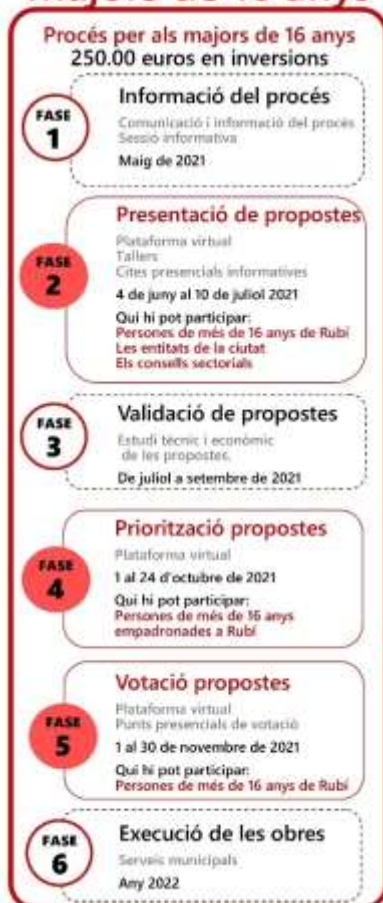 majors de 16 anys
Procés per als majors de 16 anys
250.00 euros en inversions
FASE
1
Informació del procés
Comunicació i informació del procés
Sessió informativa
Maig de 2021
FASE
2
Presentació de propostes
Plataforma virtual
Tallers
Cites presencials informatives
4 de juny al 10 de juliol 2021
Qui hi pot participar:
Persones de més de 16 anys de Rubí
Les entitats de la ciutat
Els consells sectorials
FASE
3
Validació de propostes
Estudi tècnic i econòmic
de les propostes.
De juliol a setembre de 2021
FASE
4
Priorització propostes
Plataforma virtual
1 al 24 d'octubre de 2021
Qui hi pot participar:
Persones de més de 16 anys
empadronades a Rubí
FASE
5
Votació propostes
Plataforma virtual
Punts presencials de votació
1 al 30 de novembre de 2021
Qui hi pot participar:
Persones de més de 16 anys de Rubí
FASE
6
Execució de les obres
Serveis municipals
Any 2022